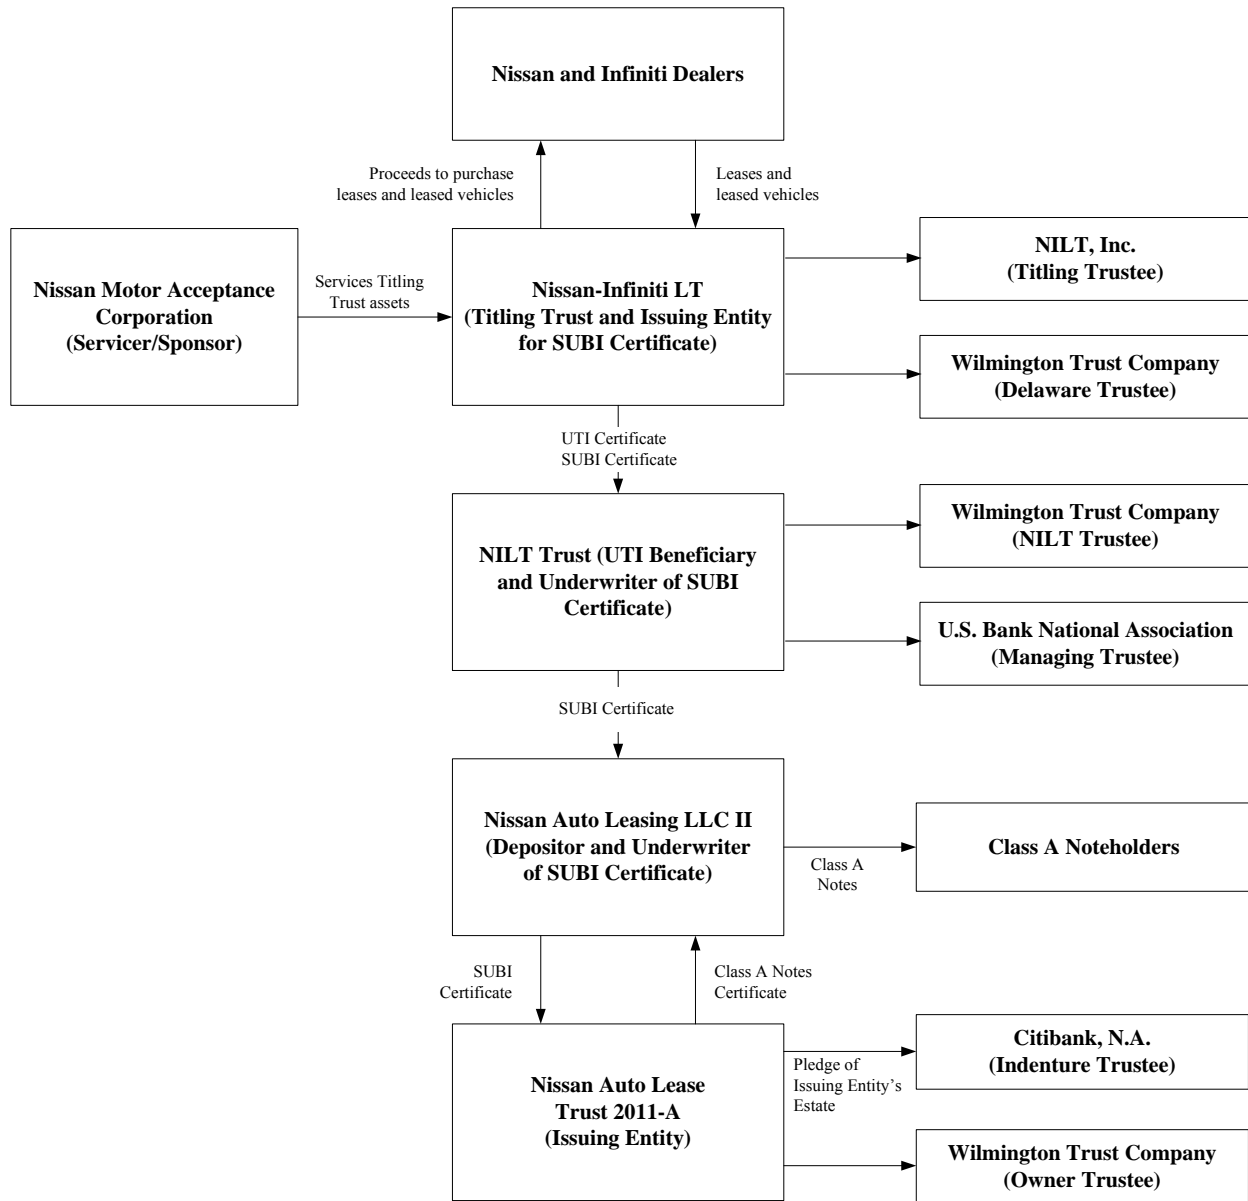 Nissan and Infiniti Dealers
Proceeds to purchase
leases and leased vehicles
Leases and
leased vehicles
Nissan Motor Acceptance
Corporation
(Servicer/Sponsor)
Services Titling
Trust assets
Nissan-Infiniti LT
(Titling Trust and Issuing Entity
for SUBI Certificate)
NILT, Inc.
(Titling Trustee)
Wilmington Trust Company
(Delaware Trustee)
UTI Certificate
SUBI Certificate
NILT Trust (UTI Beneficiary
and Underwriter of SUBI
Certificate)
Wilmington Trust Company
(NILT Trustee)
U.S. Bank National Association
(Managing Trustee)
SUBI Certificate
Nissan Auto Leasing LLC II
(Depositor and Underwriter
of SUBI Certificate)
Class A
Notes
Class A Noteholders
SUBI
Certificate
Class A Notes
Certificate
Nissan Auto Lease
Trust 2011-A
(Issuing Entity)
Pledge of
Issuing Entity's
Estate
Citibank, N.A.
(Indenture Trustee)
Wilmington Trust Company
(Owner Trustee)